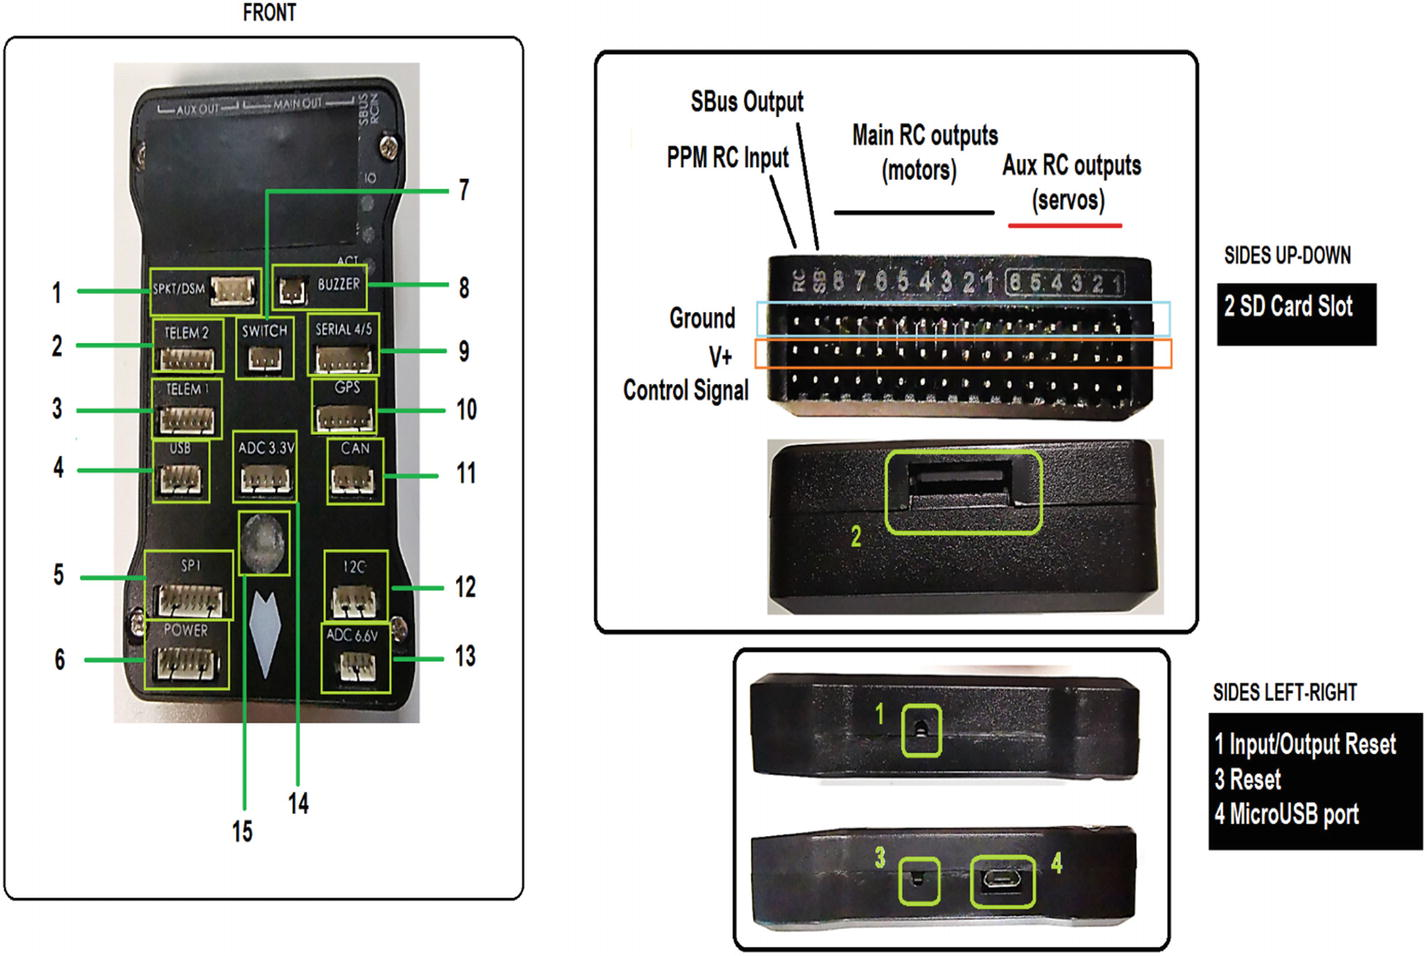 FRONT
AUX OUT
MAIN OUT
SBUS
RCIN
IO
ACT
SPKT/DSM
BUZZER
TELEM 2
SWITCH
SERIAL 4/5
TELEM 1
GPS
USB
ADC 3.3V
CAN
SP1
12C
POWER
ADC 6.6V
1
2
3
4
5
6
7
8
9
10
11
12
13
14
15
SBus Output
PPM RC Input
Main RC outputs
(motors)
Aux RC outputs
(servos)
RC SB 8 7 6 5 4 3 2 1 6 5 4 3 2 1
Ground
V+
Control Signal
2
SIDES UP-DOWN
2 SD Card Slot
1
3
4
SIDES LEFT-RIGHT
1 Input/Output Reset
3 Reset
4 MicroUSB port